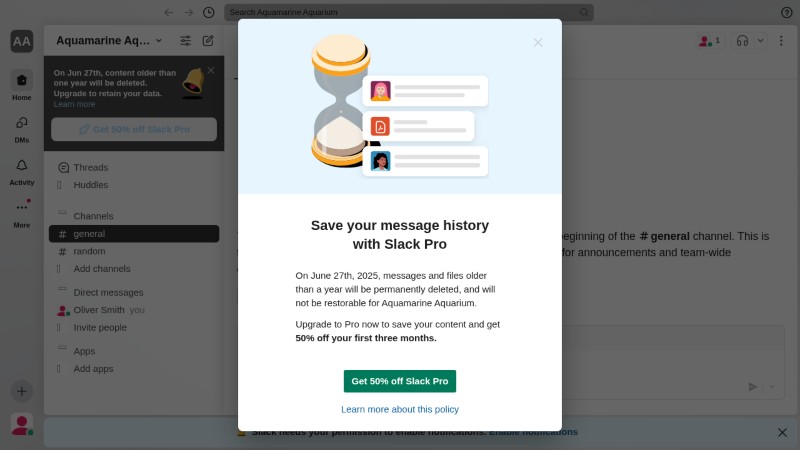 Search Aquamarine Aquarium
AA
Aquamarine Aq...
1
On Jun 27th, content older than
one year will be deleted.
Upgrade to retain your data.
Learn more
Get 50% off Slack Pro
Home
DMs
Activity
More
Threads
Huddles
Channels
# general
# random
Add channels
Direct messages
Oliver Smith you
Invite people
Apps
Add apps
beginning of the # general channel. This is
for announcements and team-wide
Save your message history
with Slack Pro
On June 27th, 2025, messages and files older
than a year will be permanently deleted, and will
not be restorable for Aquamarine Aquarium.
Upgrade to Pro now to save your content and get
50% off your first three months.
Get 50% off Slack Pro
Learn more about this policy
Slack needs your permission to enable notifications. Enable notifications